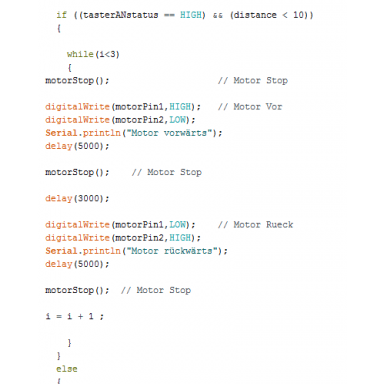 if ((tasterANstatus == HIGH) && (distance < 10))
{
while(i<3)
{
motorStop(); // Motor Stop
digitalWrite(motorPin1,HIGH); // Motor Vor
digitalWrite(motorPin2,LOW);
Serial.println("Motor vorwärts");
delay(5000);
motorStop(); // Motor Stop
delay(3000);
digitalWrite(motorPin1,LOW); // Motor Rueck
digitalWrite(motorPin2,HIGH);
Serial.println("Motor rückwärts");
delay(5000);
motorStop(); // Motor Stop
i = i + 1 ;
}
}
else
{